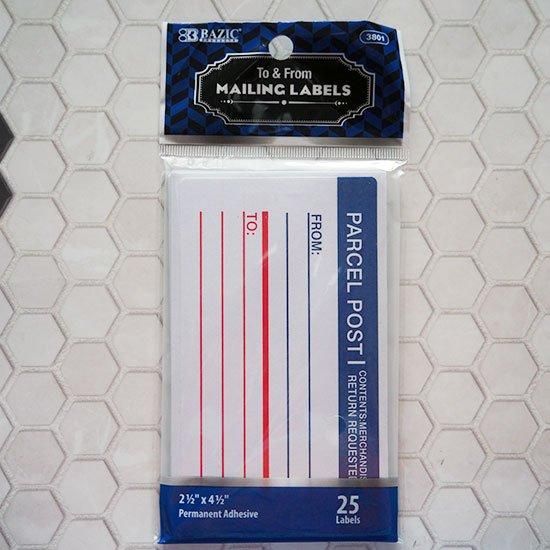 BAZIC
3801
To & From
MAILING LABELS
PARCEL POST |
CONTENTS: MERCHANDIS
RETURN REQUESTED
FROM:
TO:
2½" x 4½"
Permanent Adhesive
25
Labels